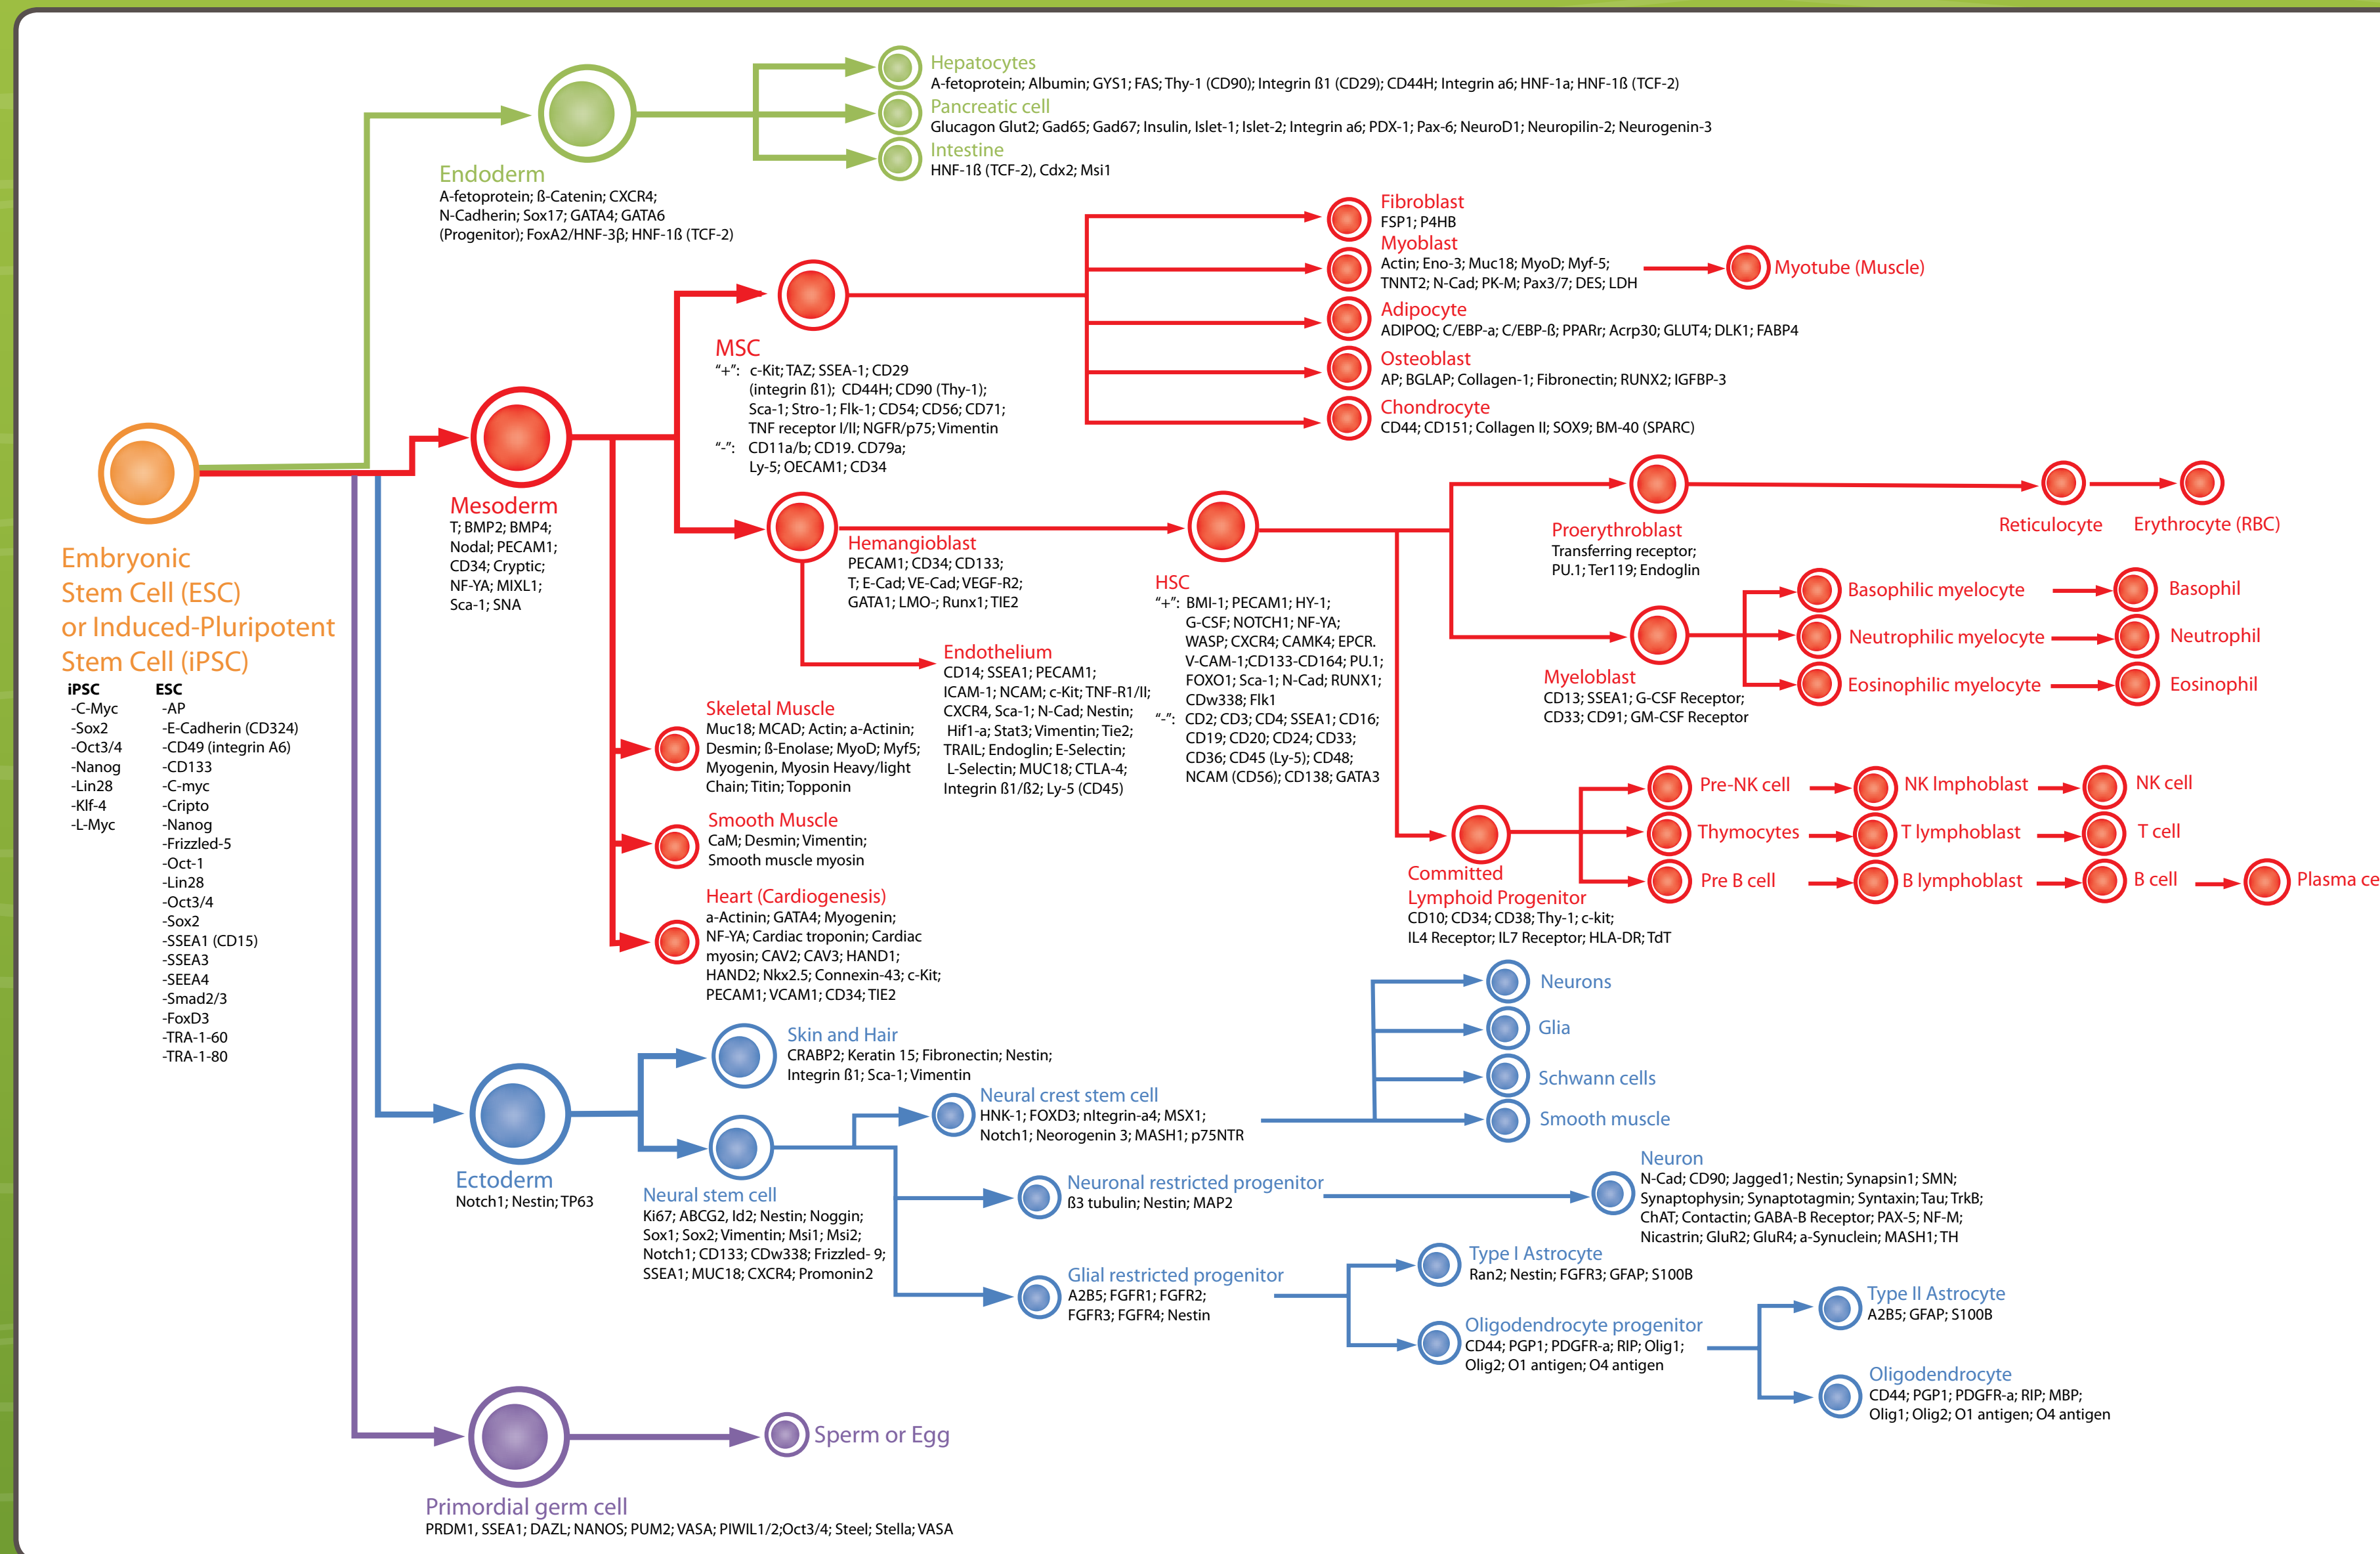 Hepatocytes
A-fetoprotein; Albumin; GYS1; FAS; Thy-1 (CD90); Integrin ß1 (CD29); CD44H; Integrin a6; HNF-1a; HNF-1ß (TCF-2)
Pancreatic cell
Glucagon Glut2; Gad65; Gad67; Insulin, Islet-1; Islet-2; Integrin a6; PDX-1; Pax-6; NeuroD1; Neuropilin-2; Neurogenin-3
Intestine
HNF-1ß (TCF-2), Cdx2; Msi1
Endoderm
A-fetoprotein; ß-Catenin; CXCR4;
N-Cadherin; Sox17; GATA4; GATA6
(Progenitor); FoxA2/HNF-3β; HNF-1ß (TCF-2)
Fibroblast
FSP1; P4HB
Myoblast
Actin; Eno-3; Muc18; MyoD; Myf-5;
TNNT2; N-Cad; PK-M; Pax3/7; DES; LDH
Myotube (Muscle)
Adipocyte
ADIPOQ; C/EBP-a; C/EBP-ß; PPARr; Acrp30; GLUT4; DLK1; FABP4
Osteoblast
AP; BGLAP; Collagen-1; Fibronectin; RUNX2; IGFBP-3
Chondrocyte
CD44; CD151; Collagen II; SOX9; BM-40 (SPARC)
MSC
"+": c-Kit; TAZ; SSEA-1; CD29
(integrin ß1); CD44H; CD90 (Thy-1);
Sca-1; Stro-1; Flk-1; CD54; CD56; CD71;
TNF receptor I/II; NGFR/p75; Vimentin
"-": CD11a/b; CD19. CD79a;
Ly-5; OECAM1; CD34
Mesoderm
T; BMP2; BMP4;
Nodal; PECAM1;
CD34; Cryptic;
NF-YA; MIXL1;
Sca-1; SNA
Hemangioblast
PECAM1; CD34; CD133;
T; E-Cad; VE-Cad; VEGF-R2;
GATA1; LMO-; Runx1; TIE2
HSC
"+": BMI-1; PECAM1; HY-1;
G-CSF; NOTCH1; NF-YA;
WASP; CXCR4; CAMK4; EPCR.
V-CAM-1;CD133-CD164; PU.1;
FOXO1; Sca-1; N-Cad; RUNX1;
CDw338; Flk1
"-": CD2; CD3; CD4; SSEA1; CD16;
CD19; CD20; CD24; CD33;
CD36; CD45 (Ly-5); CD48;
NCAM (CD56); CD138; GATA3
Proerythroblast
Transferring receptor;
PU.1; Ter119; Endoglin
Reticulocyte
Erythrocyte (RBC)
Basophilic myelocyte
Basophil
Neutrophilic myelocyte
Neutrophil
Eosinophilic myelocyte
Eosinophil
Myeloblast
CD13; SSEA1; G-CSF Receptor;
CD33; CD91; GM-CSF Receptor
Endothelium
CD14; SSEA1; PECAM1;
ICAM-1; NCAM; c-Kit; TNF-R1/II;
CXCR4, Sca-1; N-Cad; Nestin;
Hif1-a; Stat3; Vimentin; Tie2;
TRAIL; Endoglin; E-Selectin;
L-Selectin; MUC18; CTLA-4;
Integrin ß1/ß2; Ly-5 (CD45)
Pre-NK cell
NK lmphoblast
NK cell
Thymocytes
T lymphoblast
T cell
Pre B cell
B lymphoblast
B cell
Plasma ce
Committed
Lymphoid Progenitor
CD10; CD34; CD38; Thy-1; c-kit;
IL4 Receptor; IL7 Receptor; HLA-DR; TdT
Embryonic
Stem Cell (ESC)
or Induced-Pluripotent
Stem Cell (iPSC)
iPSC
-C-Myc
-Sox2
-Oct3/4
-Nanog
-Lin28
-Klf-4
-L-Myc
ESC
-AP
-E-Cadherin (CD324)
-CD49 (integrin A6)
-CD133
-C-myc
-Cripto
-Nanog
-Frizzled-5
-Oct-1
-Lin28
-Oct3/4
-Sox2
-SSEA1 (CD15)
-SSEA3
-SEEA4
-Smad2/3
-FoxD3
-TRA-1-60
-TRA-1-80
Skeletal Muscle
Muc18; MCAD; Actin; a-Actinin;
Desmin; ß-Enolase; MyoD; Myf5;
Myogenin, Myosin Heavy/light
Chain; Titin; Topponin
Smooth Muscle
CaM; Desmin; Vimentin;
Smooth muscle myosin
Heart (Cardiogenesis)
a-Actinin; GATA4; Myogenin;
NF-YA; Cardiac troponin; Cardiac
myosin; CAV2; CAV3; HAND1;
HAND2; Nkx2.5; Connexin-43; c-Kit;
PECAM1; VCAM1; CD34; TIE2
Skin and Hair
CRABP2; Keratin 15; Fibronectin; Nestin;
Integrin ß1; Sca-1; Vimentin
Neural crest stem cell
HNK-1; FOXD3; nItegrin-a4; MSX1;
Notch1; Neorogenin 3; MASH1; p75NTR
Neurons
Glia
Schwann cells
Smooth muscle
Ectoderm
Notch1; Nestin; TP63
Neural stem cell
Ki67; ABCG2, Id2; Nestin; Noggin;
Sox1; Sox2; Vimentin; Msi1; Msi2;
Notch1; CD133; CDw338; Frizzled- 9;
SSEA1; MUC18; CXCR4; Promonin2
Neuronal restricted progenitor
ß3 tubulin; Nestin; MAP2
Neuron
N-Cad; CD90; Jagged1; Nestin; Synapsin1; SMN;
Synaptophysin; Synaptotagmin; Syntaxin; Tau; TrkB;
ChAT; Contactin; GABA-B Receptor; PAX-5; NF-M;
Nicastrin; GluR2; GluR4; a-Synuclein; MASH1; TH
Glial restricted progenitor
A2B5; FGFR1; FGFR2;
FGFR3; FGFR4; Nestin
Type I Astrocyte
Ran2; Nestin; FGFR3; GFAP; S100B
Oligodendrocyte progenitor
CD44; PGP1; PDGFR-a; RIP; Olig1;
Olig2; O1 antigen; O4 antigen
Type II Astrocyte
A2B5; GFAP; S100B
Oligodendrocyte
CD44; PGP1; PDGFR-a; RIP; MBP;
Olig1; Olig2; O1 antigen; O4 antigen
Sperm or Egg
Primordial germ cell
PRDM1, SSEA1; DAZL; NANOS; PUM2; VASA; PIWIL1/2;Oct3/4; Steel; Stella; VASA